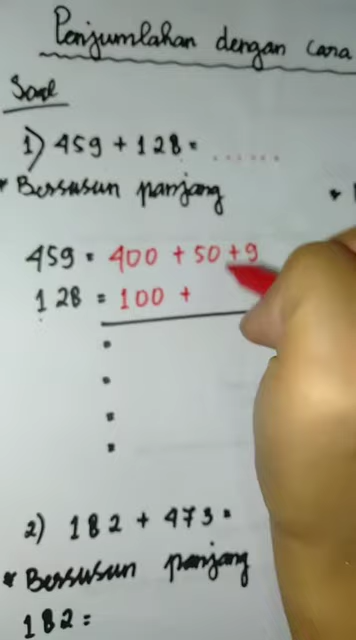 Penjumlahan dengan cara
Soal
1) 459 + 128 = ......
* Bersusun panjang
459 = 400 + 50 + 9
128 = 100 +
2) 182 + 473 =
* Bersusun panjang
182 =